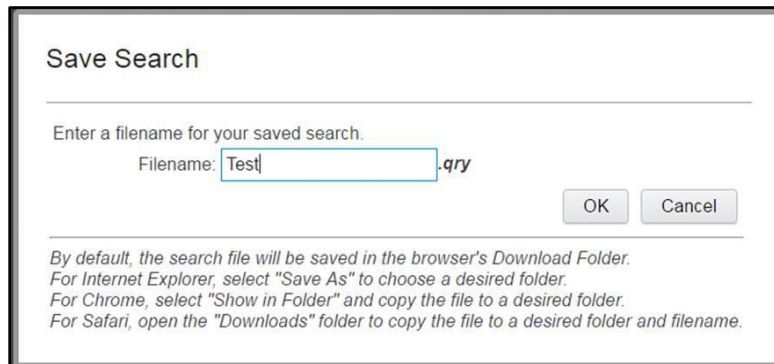 Save Search
Enter a filename for your saved search.
Filename: Test .qry
OK Cancel
By default, the search file will be saved in the browser's Download Folder.
For Internet Explorer, select "Save As" to choose a desired folder.
For Chrome, select "Show in Folder" and copy the file to a desired folder.
For Safari, open the "Downloads" folder to copy the file to a desired folder and filename.